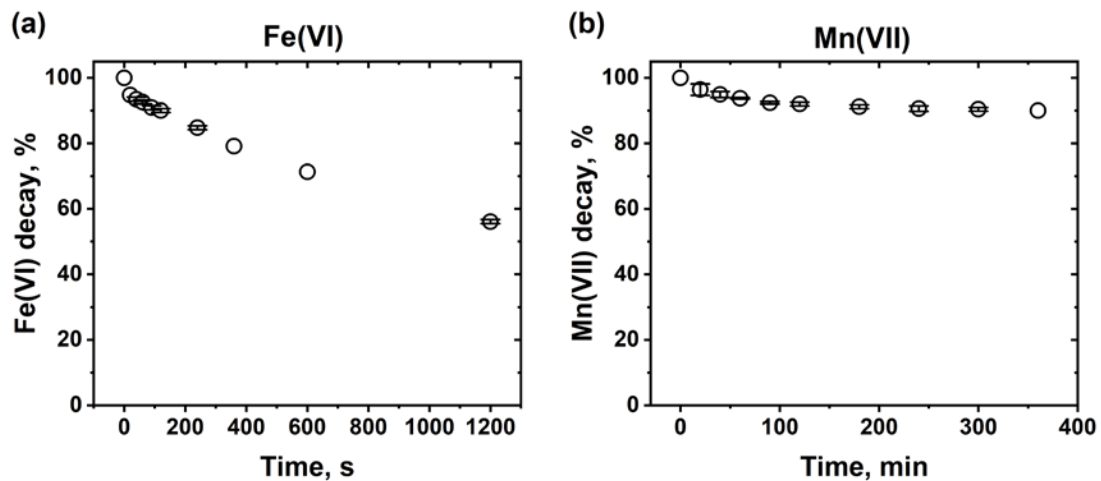 (a)
Fe(VI)
Fe(VI) decay, %
100
80
60
40
20
0
0 200 400 600 800 1000 1200
Time, s
(b)
Mn(VII)
Mn(VII) decay, %
100
80
60
40
20
0
0 100 200 300 400
Time, min